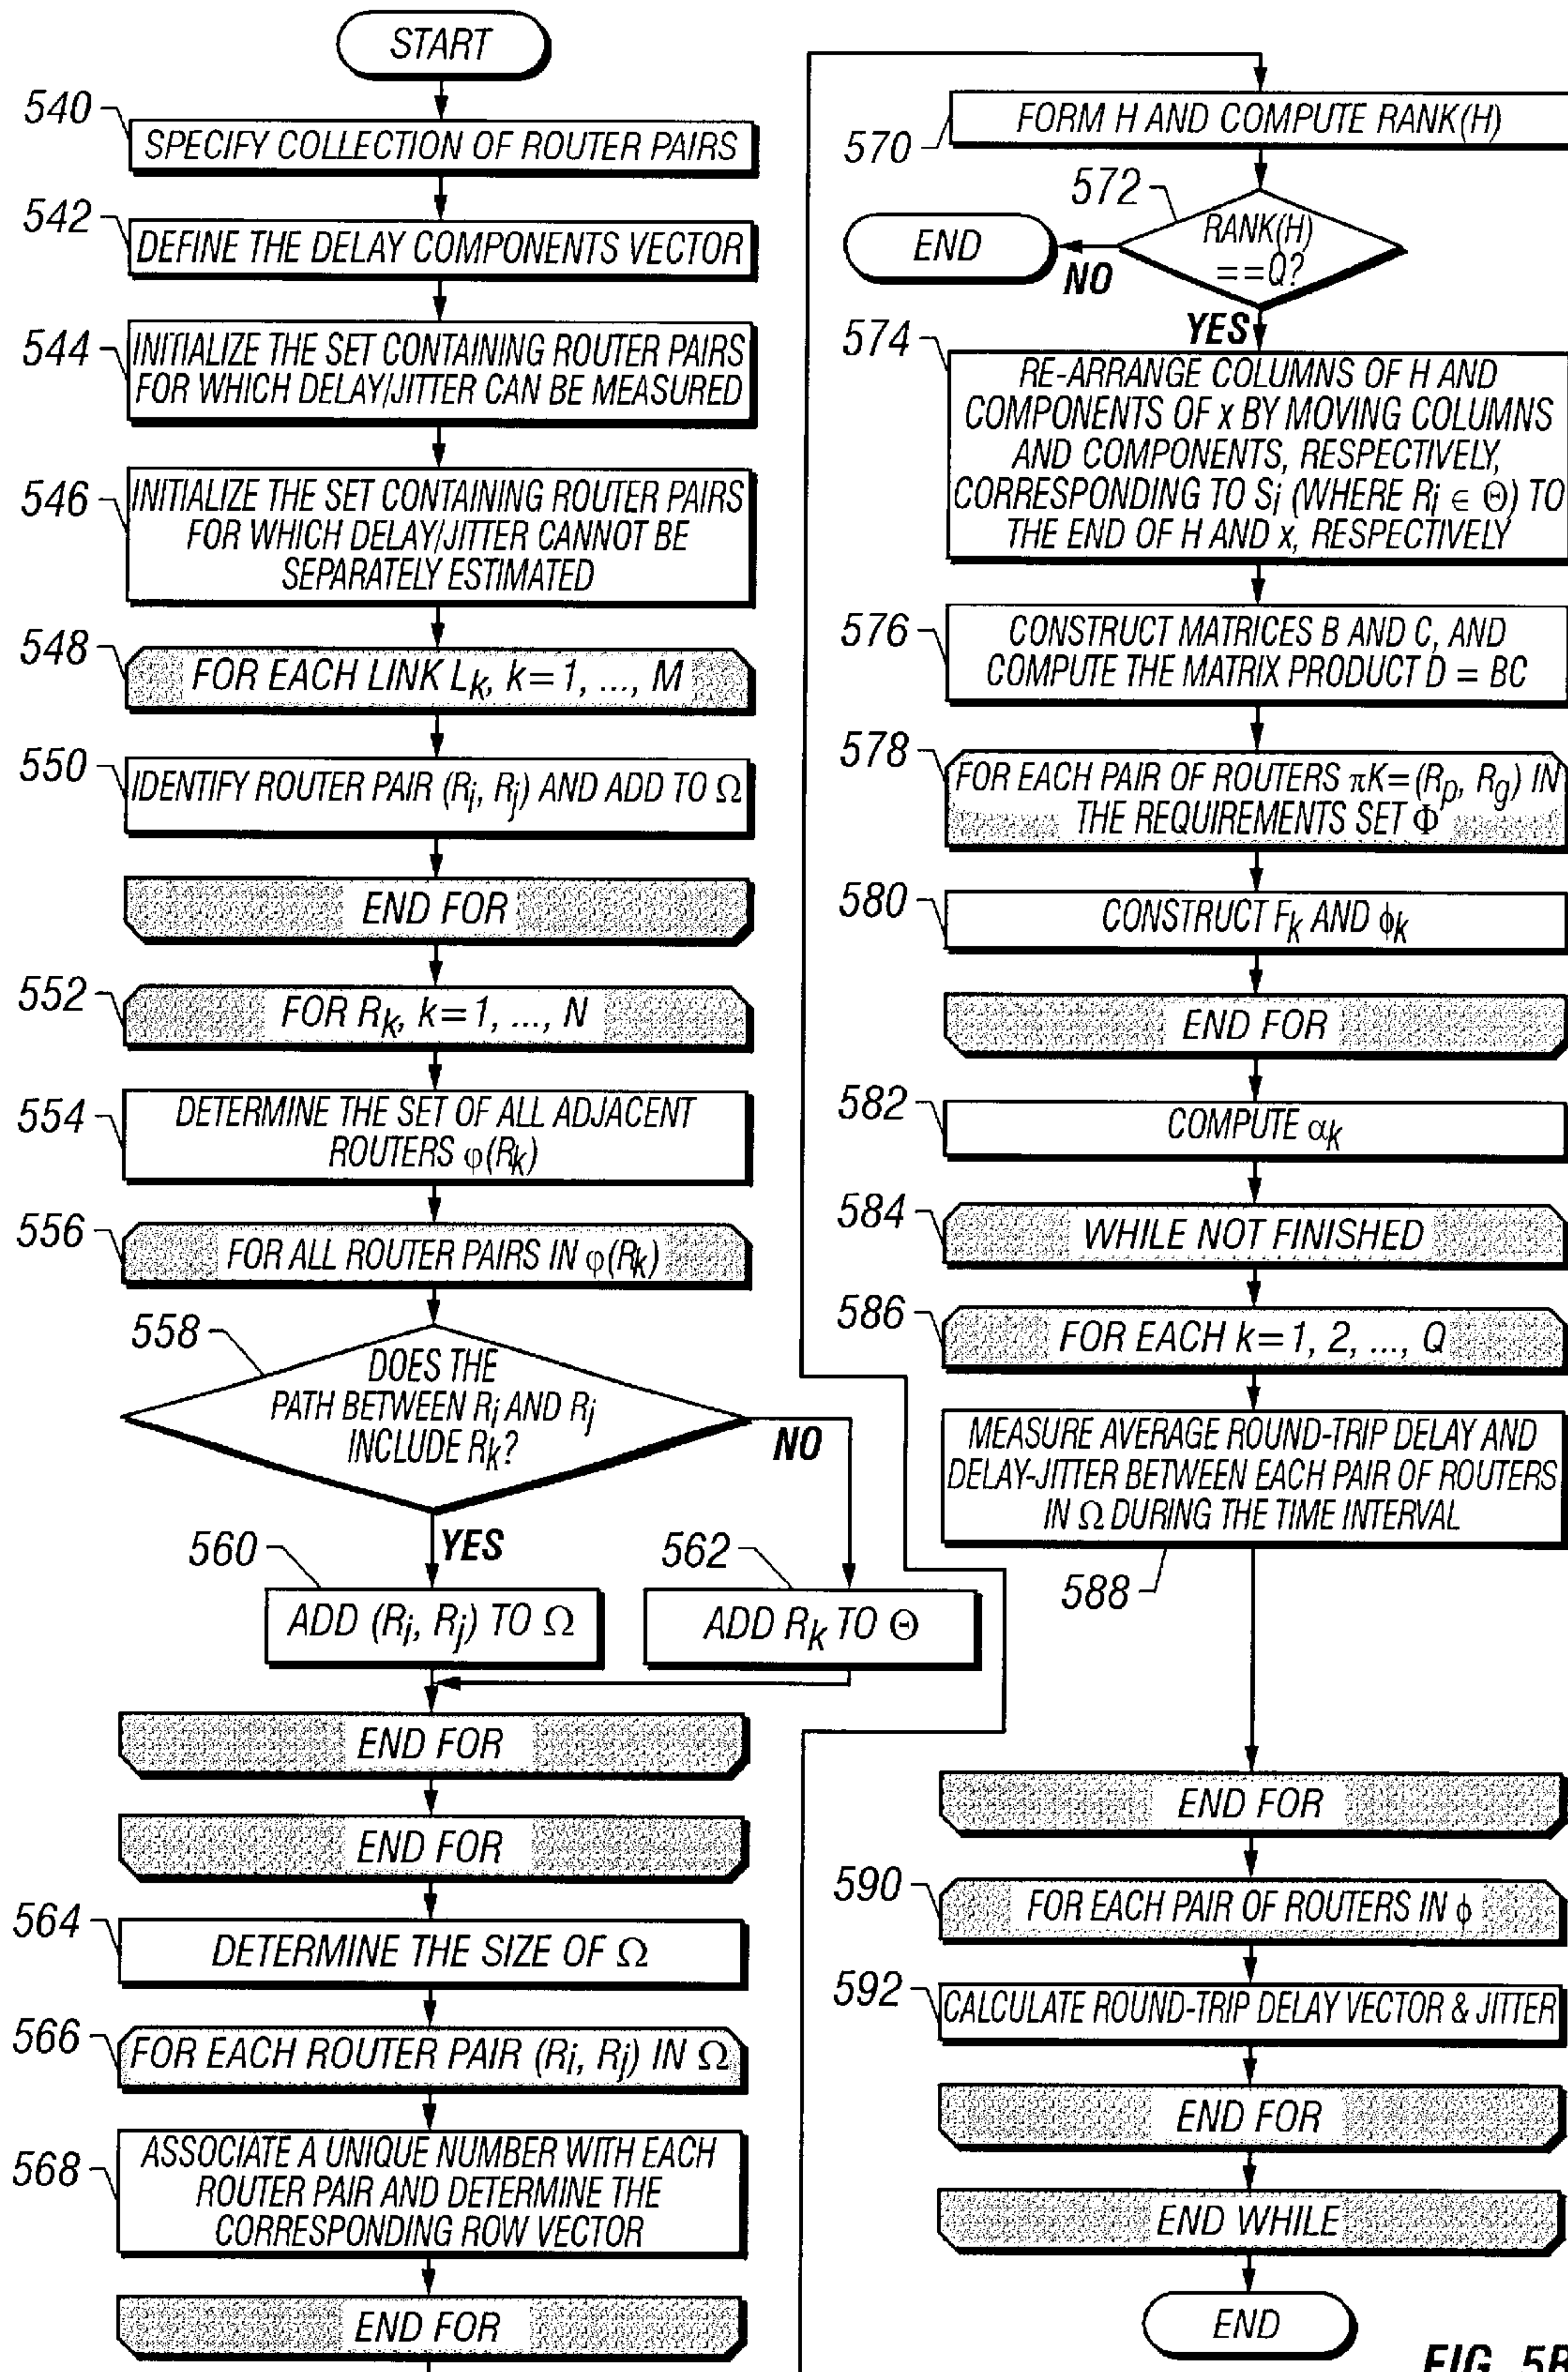 START
540
SPECIFY COLLECTION OF ROUTER PAIRS
542
DEFINE THE DELAY COMPONENTS VECTOR
544
INITIALIZE THE SET CONTAINING ROUTER PAIRS
FOR WHICH DELAY/JITTER CAN BE MEASURED
546
INITIALIZE THE SET CONTAINING ROUTER PAIRS
FOR WHICH DELAY/JITTER CANNOT BE
SEPARATELY ESTIMATED
548
FOR EACH LINK Lk, k=1, ..., M
550
IDENTIFY ROUTER PAIR (Ri, Rj) AND ADD TO Ω
END FOR
552
FOR Rk, k=1, ..., N
554
DETERMINE THE SET OF ALL ADJACENT
ROUTERS φ(Rk)
556
FOR ALL ROUTER PAIRS IN φ(Rk)
558
DOES THE
PATH BETWEEN Ri AND Rj
INCLUDE Rk?
NO
YES
560
ADD (Ri, Rj) TO Ω
562
ADD Rk TO Θ
END FOR
END FOR
564
DETERMINE THE SIZE OF Ω
566
FOR EACH ROUTER PAIR (Ri, Rj) IN Ω
568
ASSOCIATE A UNIQUE NUMBER WITH EACH
ROUTER PAIR AND DETERMINE THE
CORRESPONDING ROW VECTOR
END FOR
570
FORM H AND COMPUTE RANK(H)
572
RANK(H)
==Q?
NO
END
YES
574
RE-ARRANGE COLUMNS OF H AND
COMPONENTS OF x BY MOVING COLUMNS
AND COMPONENTS, RESPECTIVELY,
CORRESPONDING TO Si (WHERE Ri ∈ Θ) TO
THE END OF H AND x, RESPECTIVELY
576
CONSTRUCT MATRICES B AND C, AND
COMPUTE THE MATRIX PRODUCT D = BC
578
FOR EACH PAIR OF ROUTERS πK=(Rp, Rg) IN
THE REQUIREMENTS SET Φ
580
CONSTRUCT Fk AND ϕk
END FOR
582
COMPUTE αk
584
WHILE NOT FINISHED
586
FOR EACH k=1, 2, ..., Q
MEASURE AVERAGE ROUND-TRIP DELAY AND
DELAY-JITTER BETWEEN EACH PAIR OF ROUTERS
IN Ω DURING THE TIME INTERVAL
588
END FOR
590
FOR EACH PAIR OF ROUTERS IN ϕ
592
CALCULATE ROUND-TRIP DELAY VECTOR & JITTER
END FOR
END WHILE
END
FIG. 5B